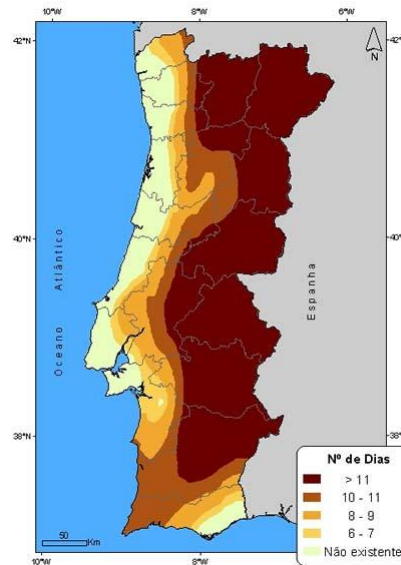 10°W
8°W
6°W
42°N
42°N
N
40°N
40°N
Oceano Atlântico
Espanha
38°N
38°N
Nº de Dias
> 11
10 - 11
8 - 9
6 - 7
Não existente
50
Km
10°W
8°W